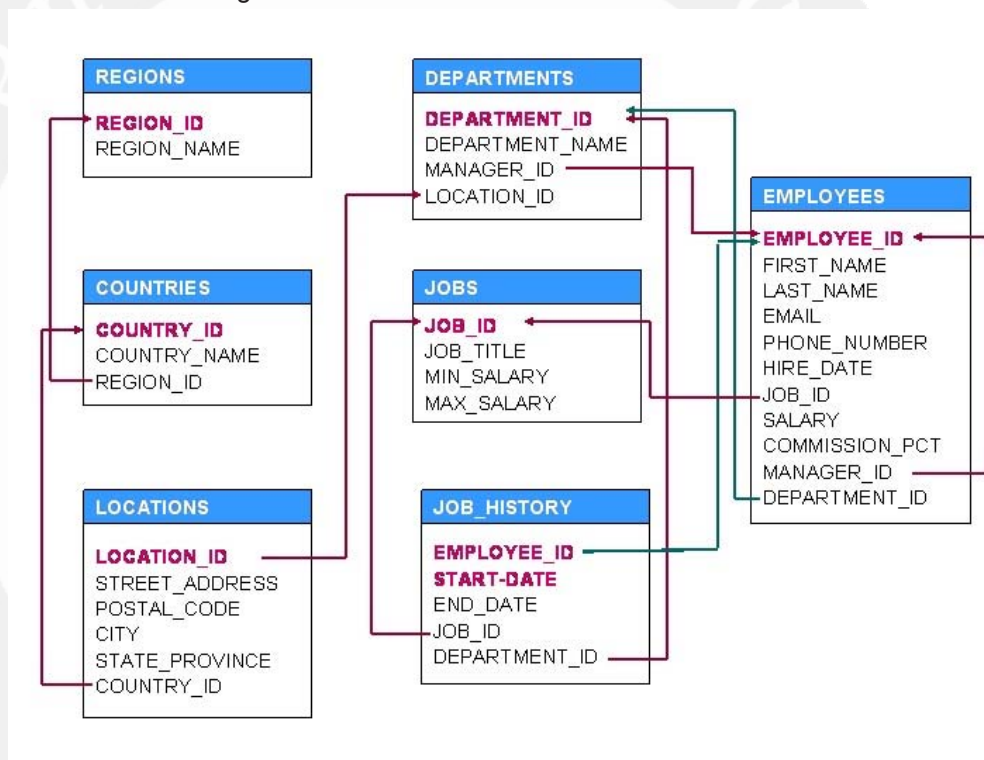 REGIONS
REGION_ID
REGION_NAME
COUNTRIES
COUNTRY_ID
COUNTRY_NAME
REGION_ID
LOCATIONS
LOCATION_ID
STREET_ADDRESS
POSTAL_CODE
CITY
STATE_PROVINCE
COUNTRY_ID
DEPARTMENTS
DEPARTMENT_ID
DEPARTMENT_NAME
MANAGER_ID
LOCATION_ID
JOBS
JOB_ID
JOB_TITLE
MIN_SALARY
MAX_SALARY
JOB_HISTORY
EMPLOYEE_ID
START-DATE
END_DATE
JOB_ID
DEPARTMENT_ID
EMPLOYEES
EMPLOYEE_ID
FIRST_NAME
LAST_NAME
EMAIL
PHONE_NUMBER
HIRE_DATE
JOB_ID
SALARY
COMMISSION_PCT
MANAGER_ID
DEPARTMENT_ID